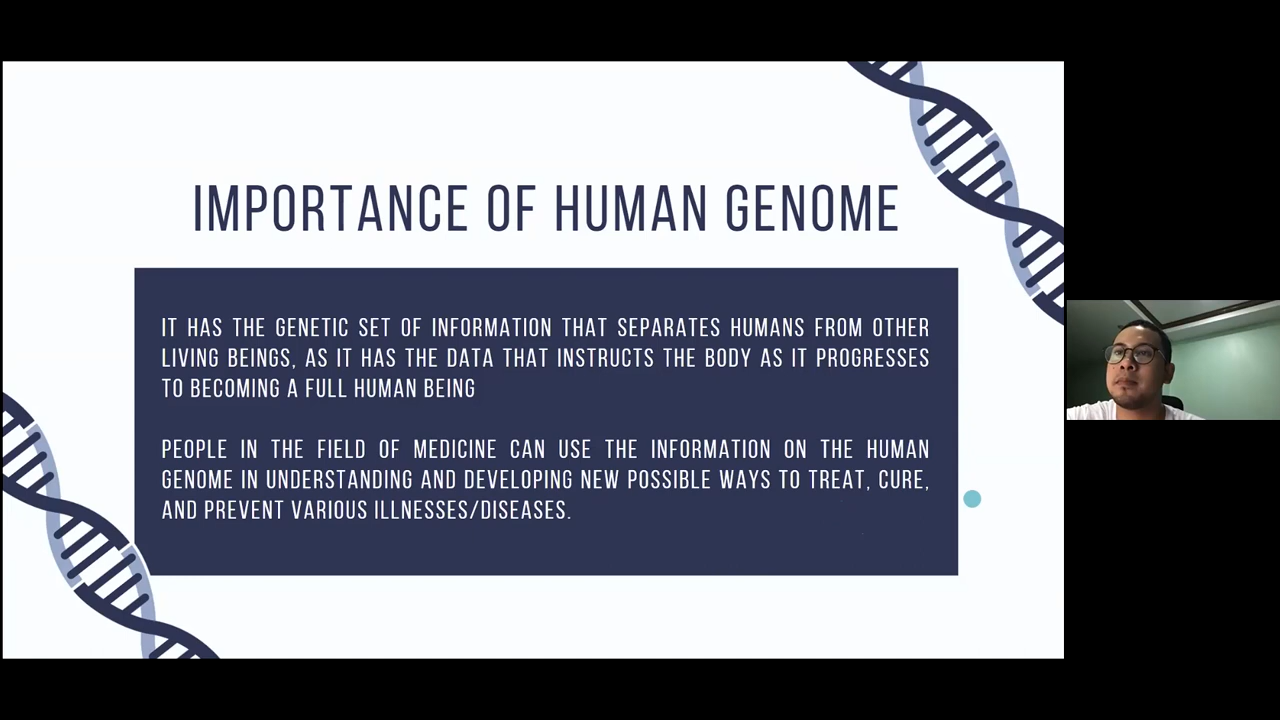 IMPORTANCE OF HUMAN GENOME
IT HAS THE GENETIC SET OF INFORMATION THAT SEPARATES HUMANS FROM OTHER
LIVING BEINGS, AS IT HAS THE DATA THAT INSTRUCTS THE BODY AS IT PROGRESSES
TO BECOMING A FULL HUMAN BEING
PEOPLE IN THE FIELD OF MEDICINE CAN USE THE INFORMATION ON THE HUMAN
GENOME IN UNDERSTANDING AND DEVELOPING NEW POSSIBLE WAYS TO TREAT, CURE,
AND PREVENT VARIOUS ILLNESSES/DISEASES.